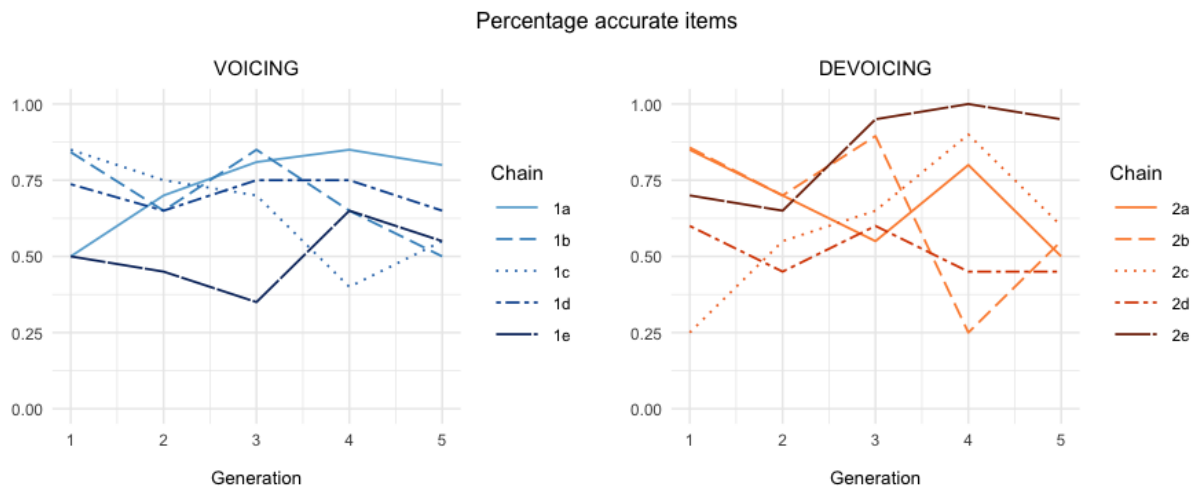 Percentage accurate items
VOICING
1.00
0.75
0.50
0.25
0.00
1 2 3 4 5
Generation
Chain
1a
1b
1c
1d
1e
DEVOICING
1.00
0.75
0.50
0.25
0.00
1 2 3 4 5
Generation
Chain
2a
2b
2c
2d
2e